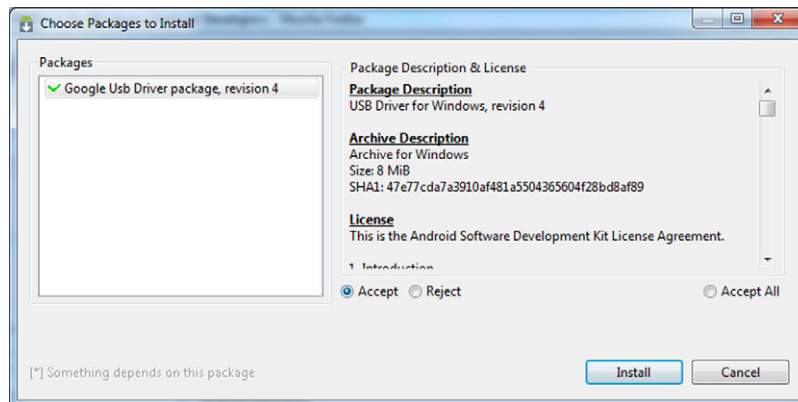 Choose Packages to Install
Packages
Google Usb Driver package, revision 4
Package Description & License
Package Description
USB Driver for Windows, revision 4
Archive Description
Archive for Windows
Size: 8 MiB
SHA1: 47e77cda7a3910af481a5504365604f28bd8af89
License
This is the Android Software Development Kit License Agreement.
1. Introduction
Accept Reject Accept All
[*] Something depends on this package
Install Cancel